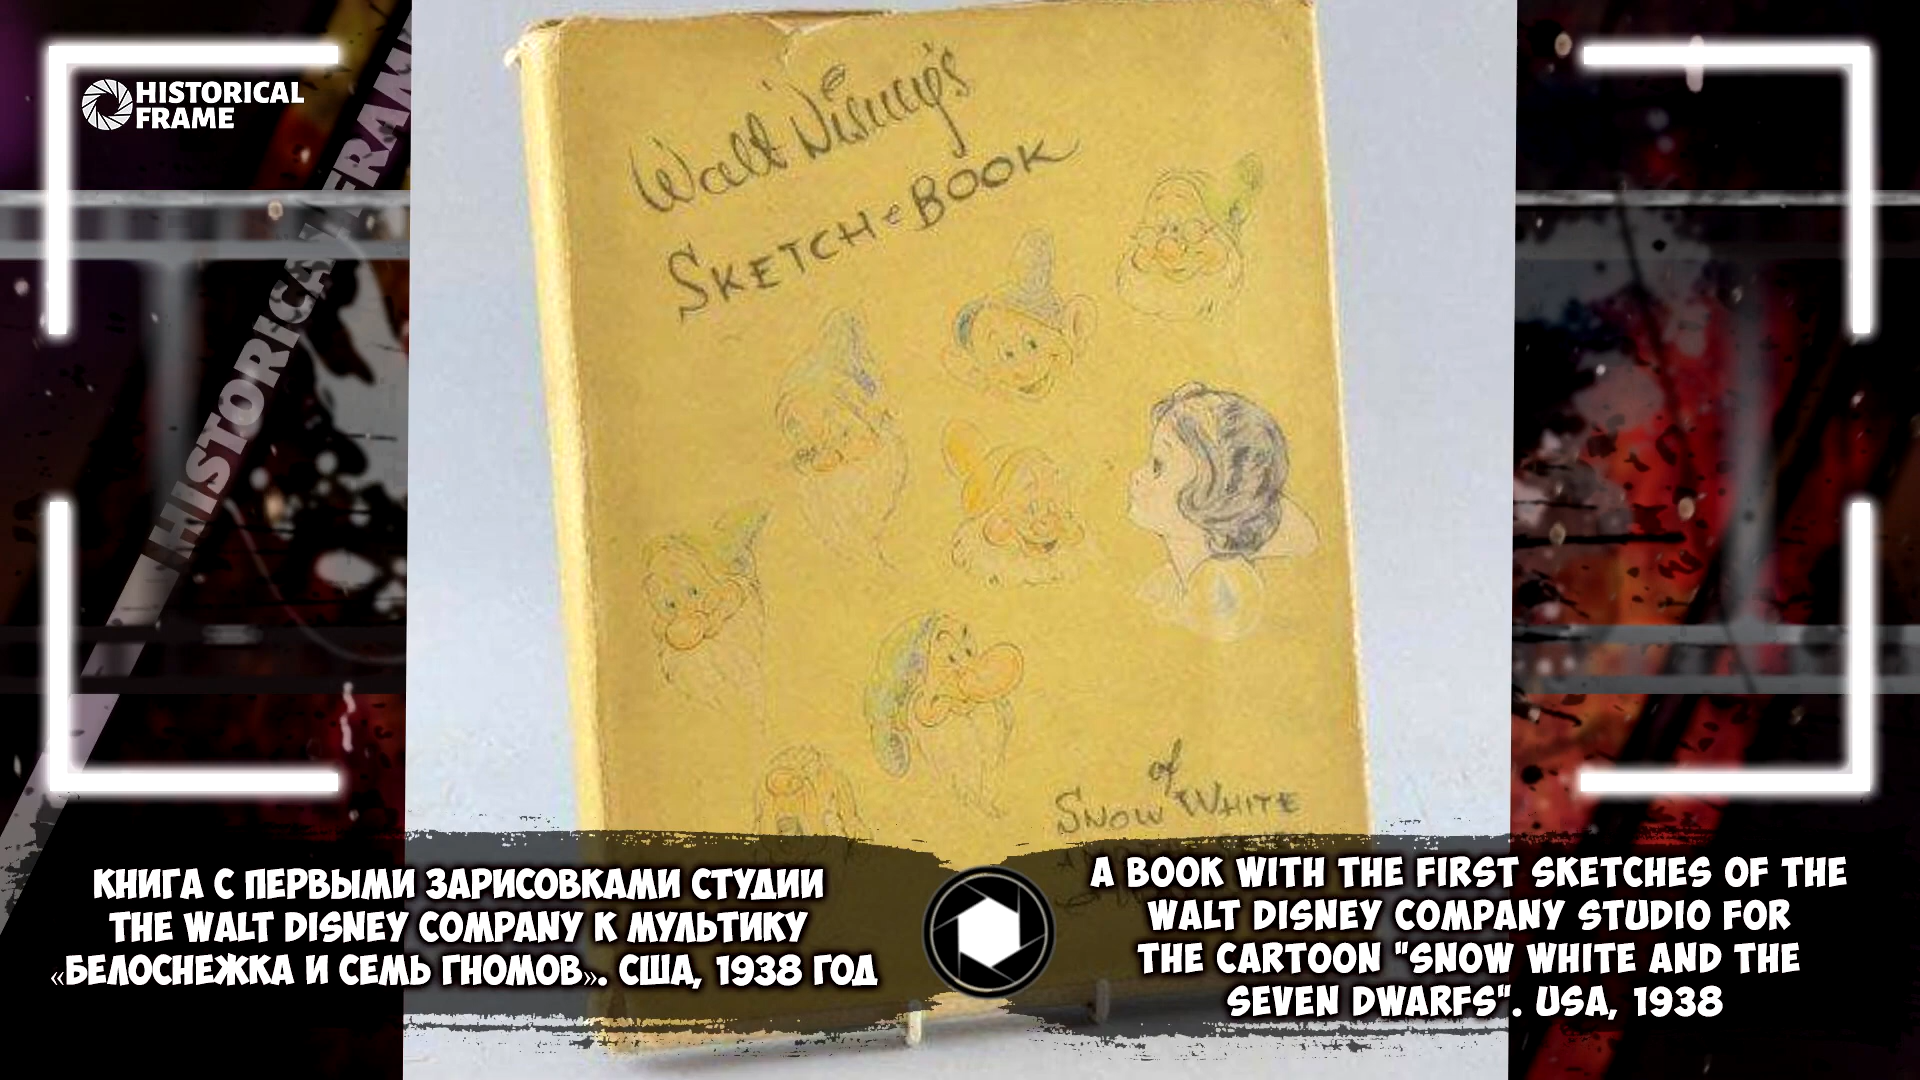 HISTORICAL
FRAME
HISTORICAL FRAM
Walt Disney's
SKETCH-BOOK
of
SNOW WHITE
КНИГА С ПЕРВЫМИ ЗАРИСОВКАМИ СТУДИИ
THE WALT DISNEY COMPANY К МУЛЬТИКУ
«БЕЛОСНЕЖКА И СЕМЬ ГНОМОВ». США, 1938 ГОД
A BOOK WITH THE FIRST SKETCHES OF THE
WALT DISNEY COMPANY STUDIO FOR
THE CARTOON "SNOW WHITE AND THE
SEVEN DWARFS". USA, 1938